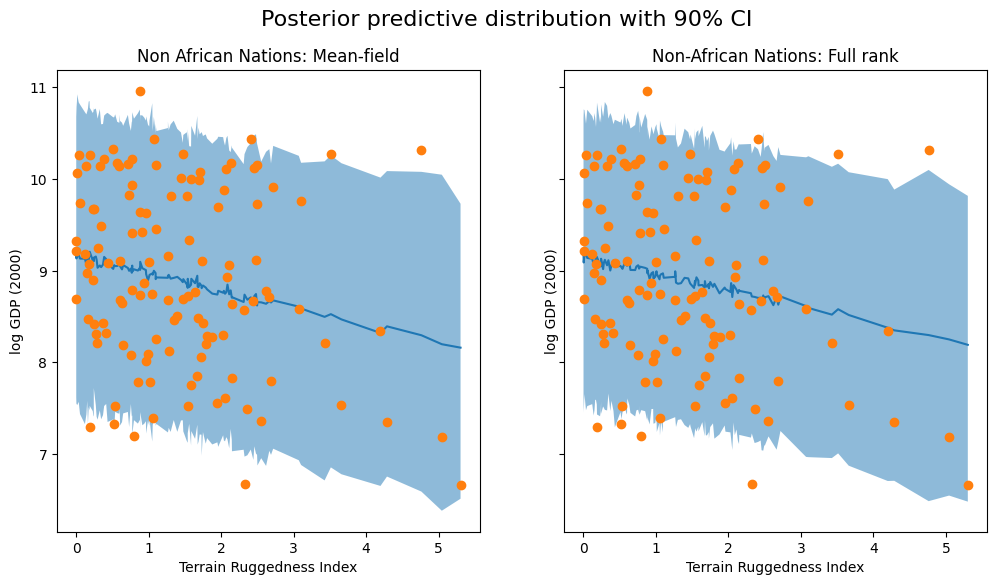 Posterior predictive distribution with 90% CI
Non African Nations: Mean-field
Non-African Nations: Full rank
log GDP (2000)
11
10
9
8
7
0 1 2 3 4 5
Terrain Ruggedness Index
log GDP (2000)
0 1 2 3 4 5
Terrain Ruggedness Index